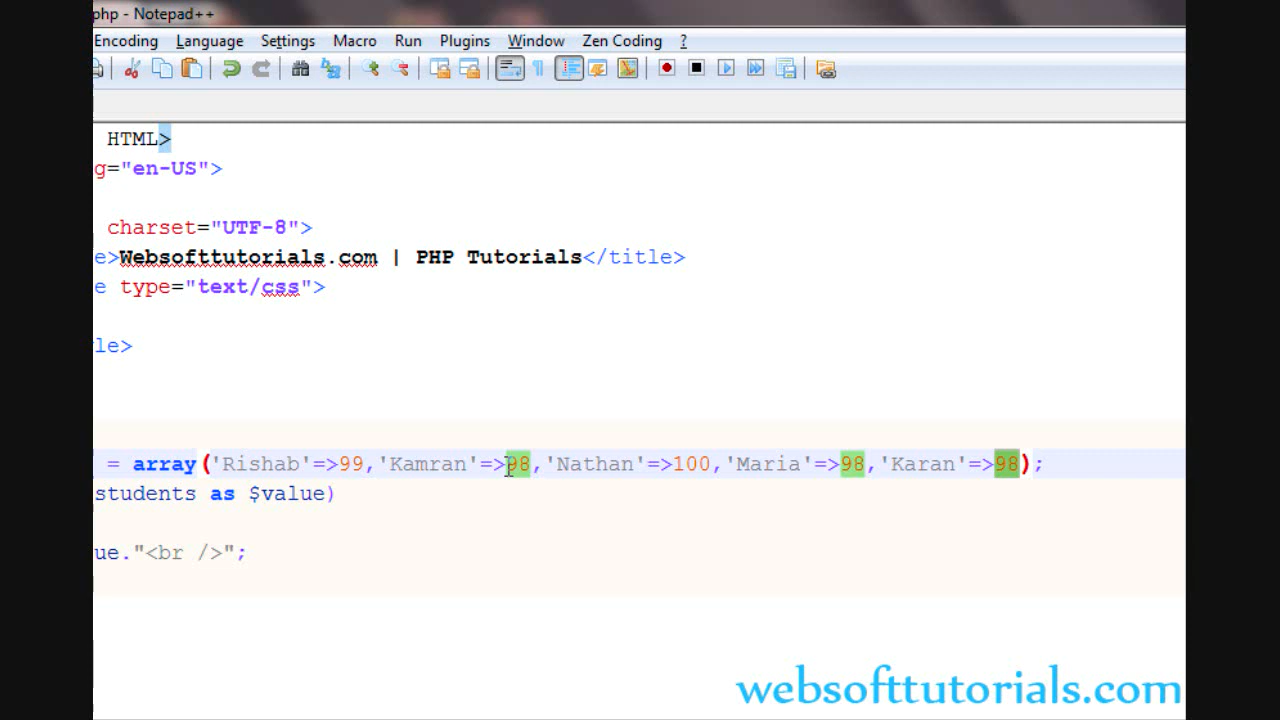 php - Notepad++
Encoding Language Settings Macro Run Plugins Window Zen Coding ?
HTML>
g="en-US">
charset="UTF-8">
e>Websofttutorials.com | PHP Tutorials</title>
e type="text/css">
le>
= array('Rishab'=>99,'Kamran'=>98,'Nathan'=>100,'Maria'=>98,'Karan'=>98);
students as $value)
ue."<br />";
websofttutorials.com